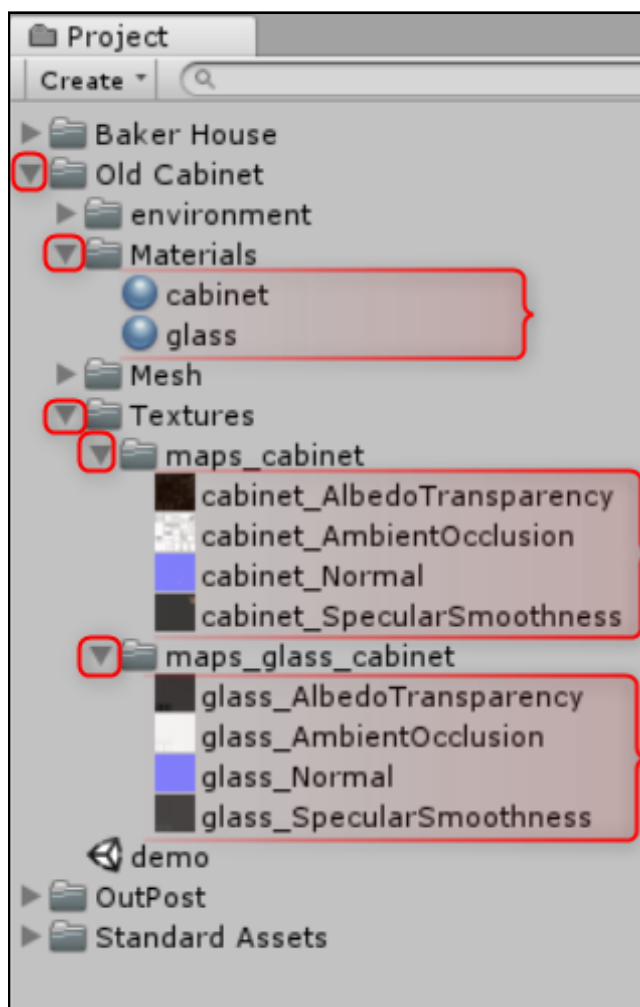 Project
Create
Baker House
Old Cabinet
environment
Materials
cabinet
glass
Mesh
Textures
maps_cabinet
cabinet_AlbedoTransparency
cabinet_AmbientOcclusion
cabinet_Normal
cabinet_SpecularSmoothness
maps_glass_cabinet
glass_AlbedoTransparency
glass_AmbientOcclusion
glass_Normal
glass_SpecularSmoothness
demo
OutPost
Standard Assets